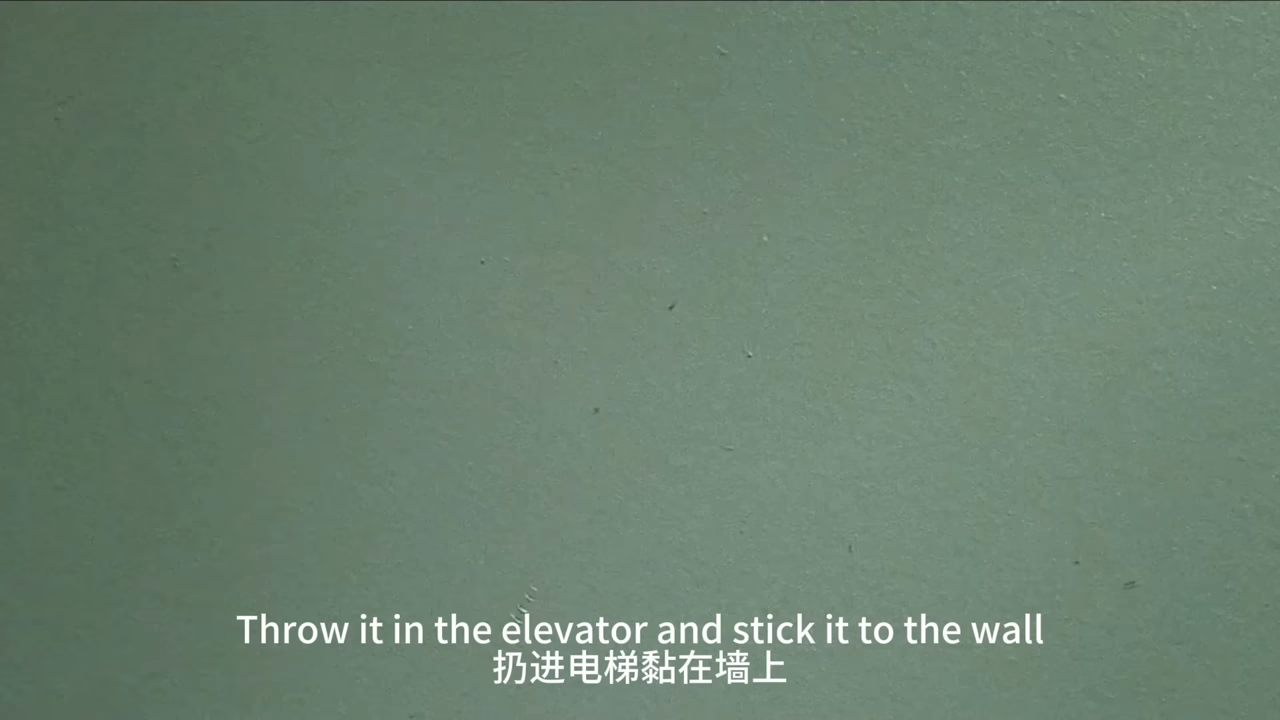 Throw it in the elevator and stick it to the wall
扔进电梯黏在墙上